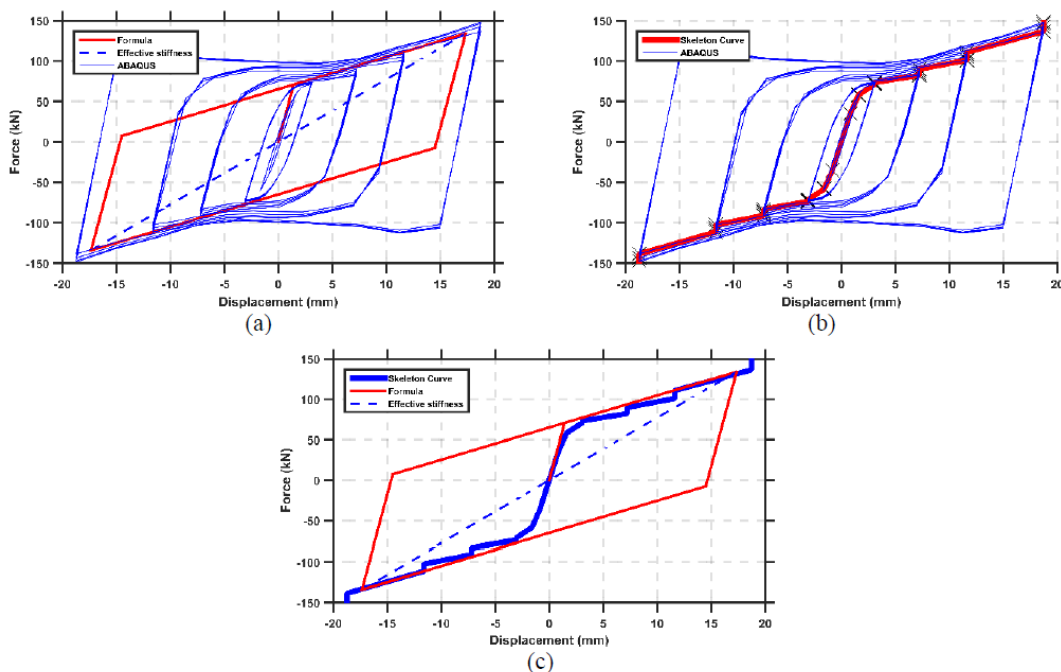 150
100
50
0
-50
-100
-150
Force (kN)
Formula
Effective stiffness
ABAQUS
-20 -15 -10 -5 0 5 10 15 20
Displacement (mm)
(a)
150
100
50
0
-50
-100
-150
Force (kN)
Skeleton Curve
ABAQUS
-20 -15 -10 -5 0 5 10 15 20
Displacement (mm)
(b)
150
100
50
0
-50
-100
-150
Force (kN)
Skeleton Curve
Formula
Effective stiffness
-20 -15 -10 -5 0 5 10 15 20
Displacement (mm)
(c)